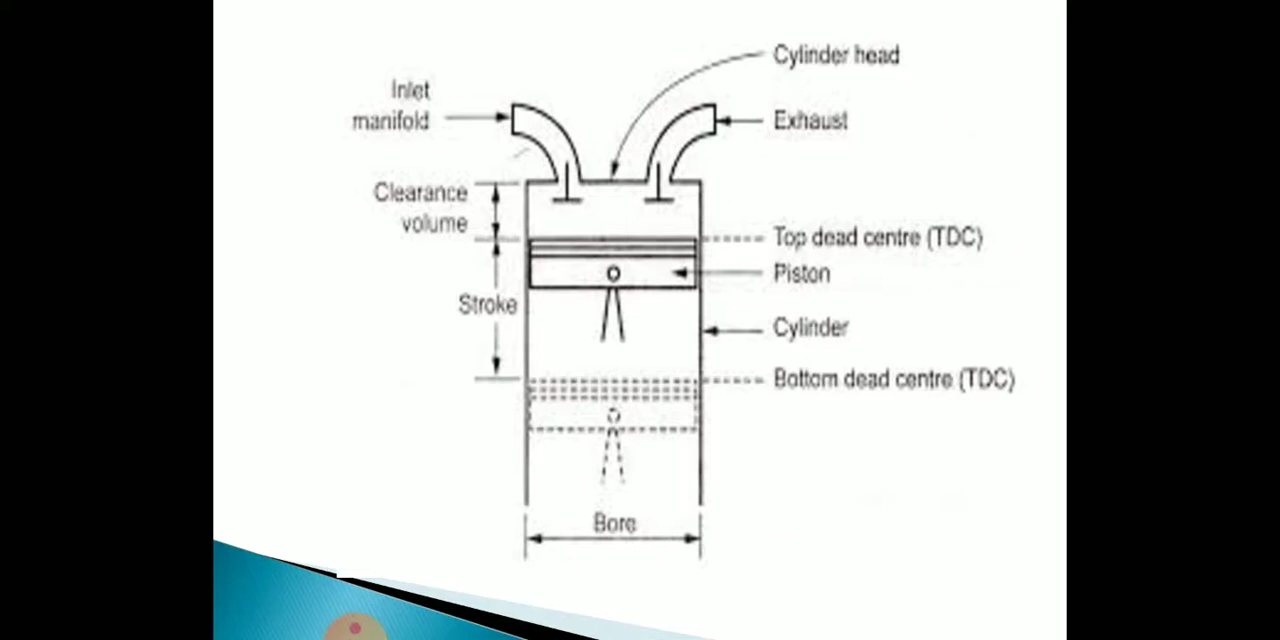 Cylinder head
Inlet
manifold
Exhaust
Clearance
volume
Top dead centre (TDC)
Piston
Stroke
Cylinder
Bottom dead centre (TDC)
Bore